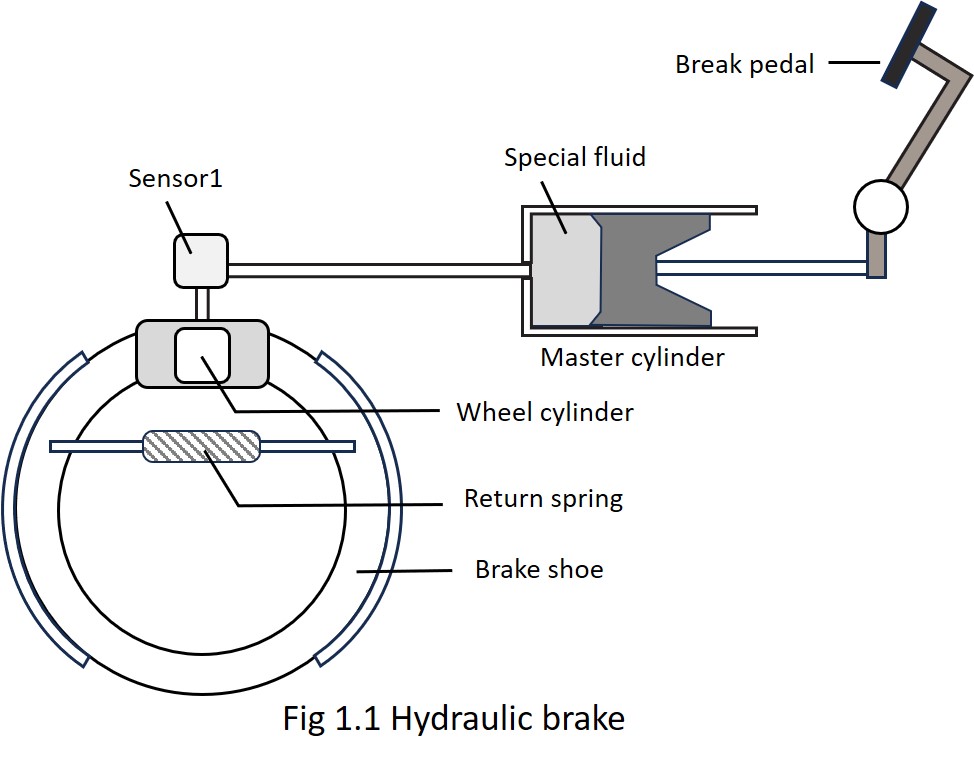 Break pedal
Special fluid
Sensor1
Master cylinder
Wheel cylinder
Return spring
Brake shoe
Fig 1.1 Hydraulic brake